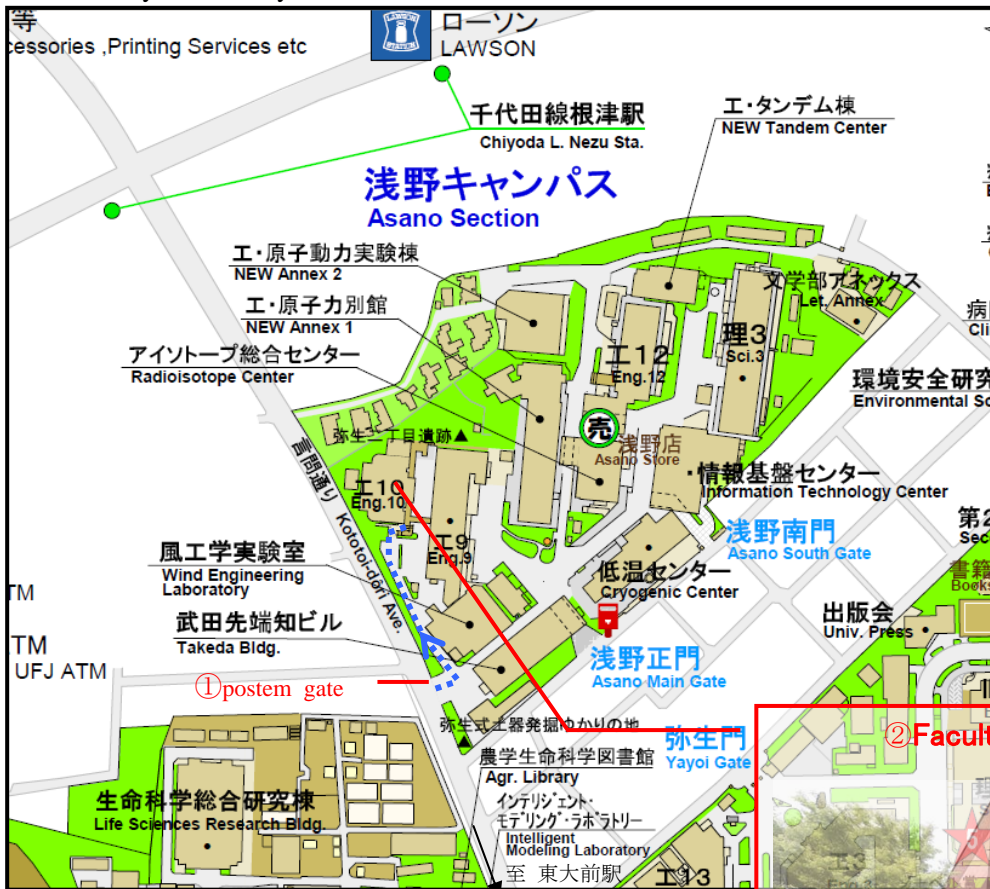 等
ローソン
LAWSON
LAWSON
STATION
cessories ,Printing Services etc
千代田線根津駅
Chiyoda L. Nezu Sta.
工・タンデム棟
NEW Tandem Center
浅野キャンパス
Asano Section
工・原子動力実験棟
NEW Annex 2
工・原子力別館
NEW Annex 1
アイソトープ総合センター
Radioisotope Center
文学部アネックス
Let. Annex
病
Cli
理3
Sci.3
工12
Eng.12
環境安全研究
Environmental Sc
売
浅野店
Asano Store
弥生二丁目遺跡▲
言問通り
Kototoi-dōri Ave.
・情報基盤センター
Information Technology Center
工10
Eng.10
工9
Eng.9
浅野南門
Asano South Gate
第2
Sec
書籍
Books
風工学実験室
Wind Engineering
Laboratory
低温センター
Cryogenic Center
TM
出版会
Univ. Press
武田先端知ビル
Takeda Bldg.
TM
UFJ ATM
浅野正門
Asano Main Gate
①postem gate
弥生式土器発掘ゆかりの地
▲
弥生門
Yayoi Gate
②Facult
農学生命科学図書館
Agr. Library
生命科学総合研究棟
Life Sciences Research Bldg.
インテリジェント・
モデリング・ラボラトリー
Intelligent
Modeling Laboratory
至 東大前駅
工13
5